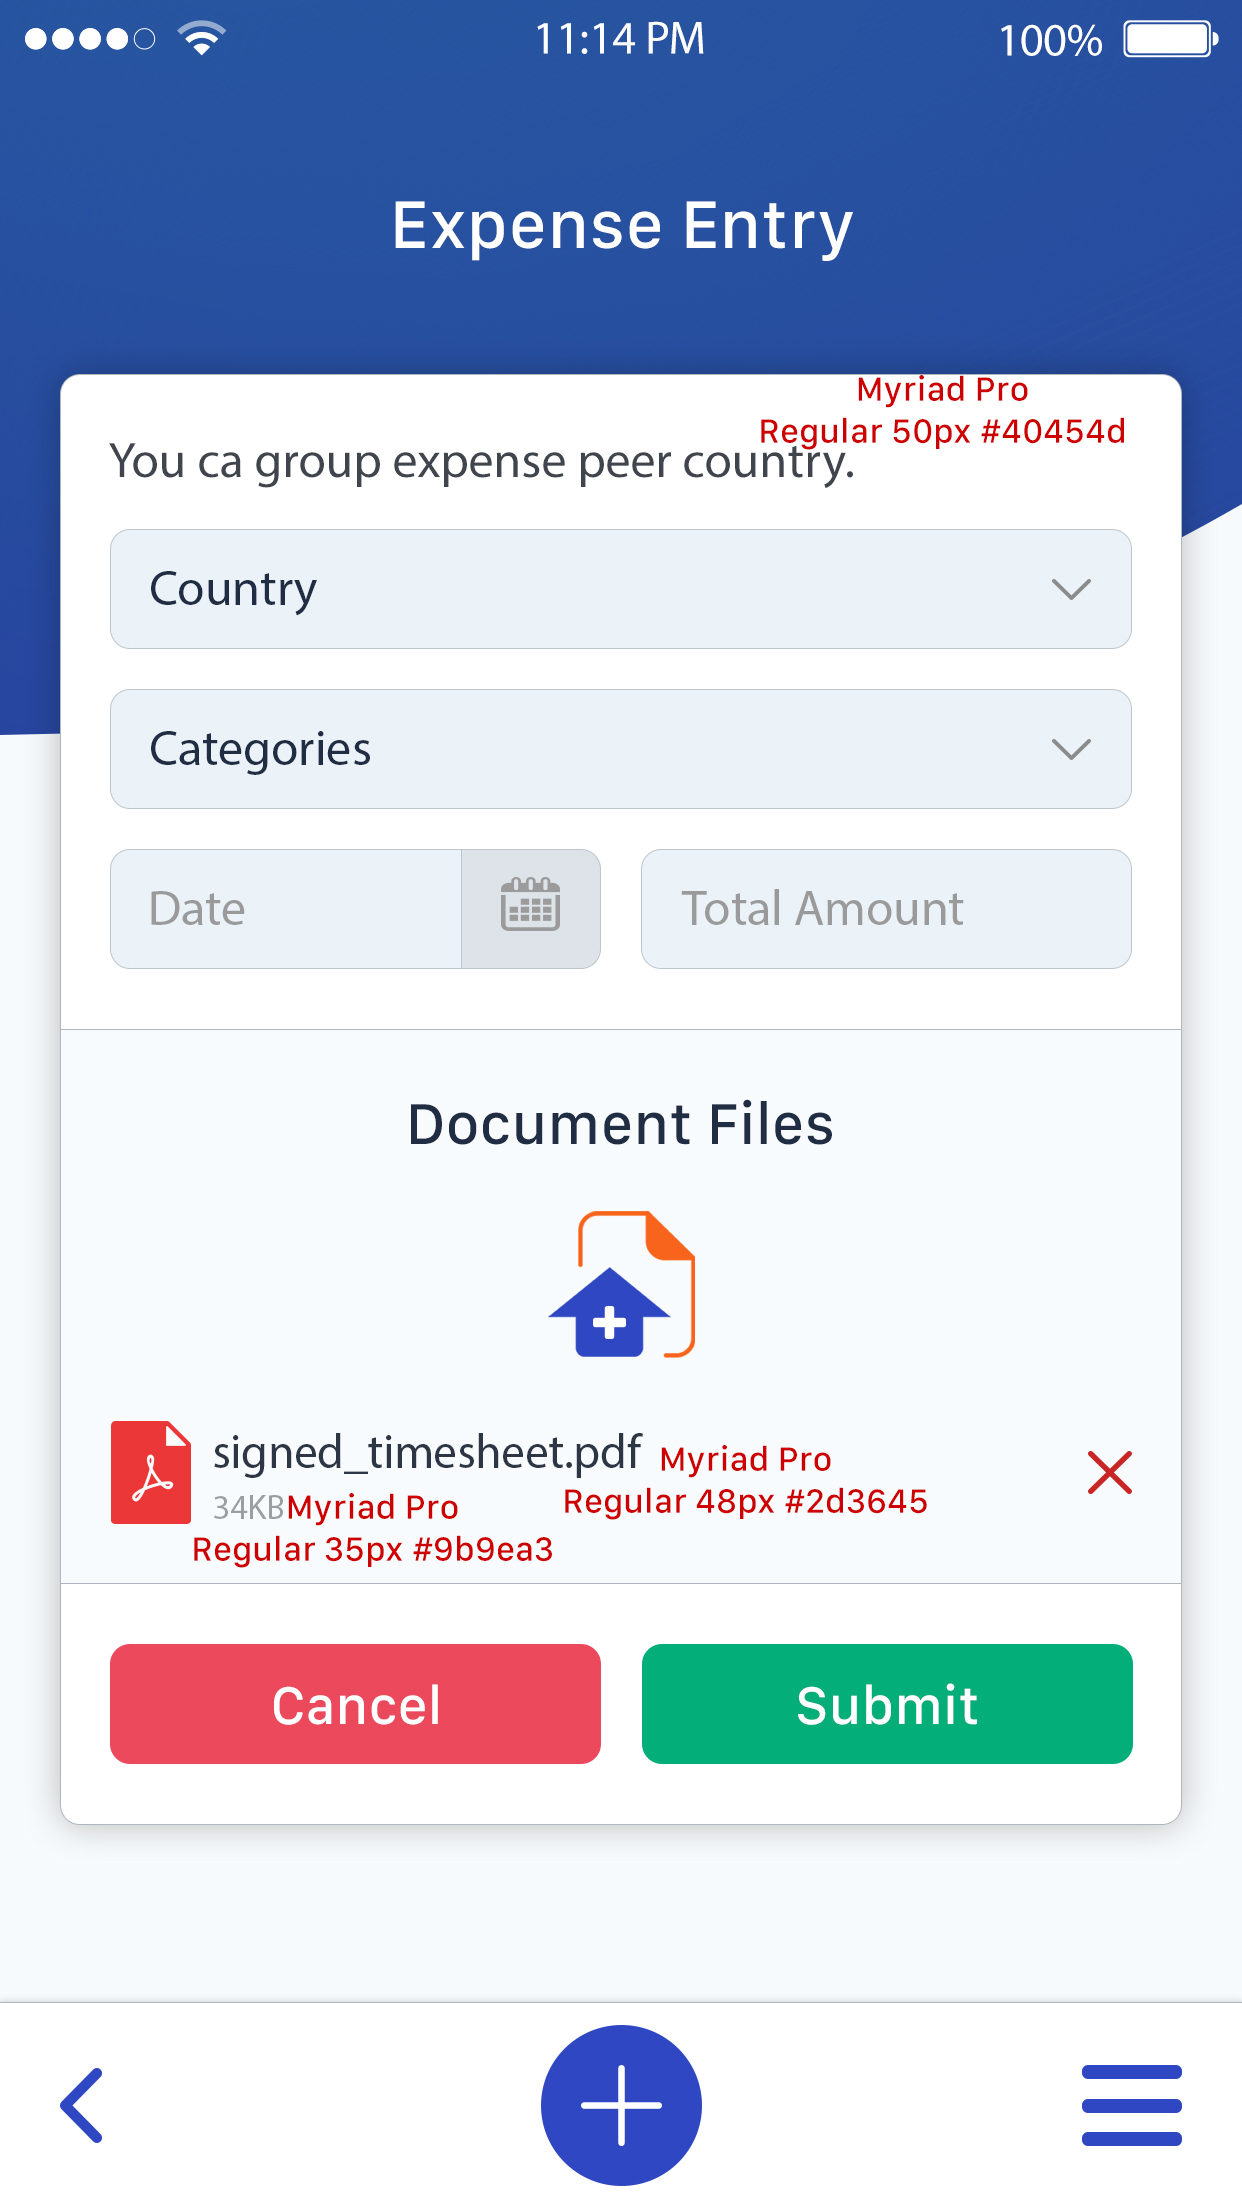 11:14 PM
100%
Expense Entry
Myriad Pro
Regular 50px #40454d
You ca group expense peer country.
Country
Categories
Date
Total Amount
Document Files
signed_timesheet.pdf
Myriad Pro
Regular 48px #2d3645
34KB
Myriad Pro
Regular 35px #9b9ea3
Cancel
Submit